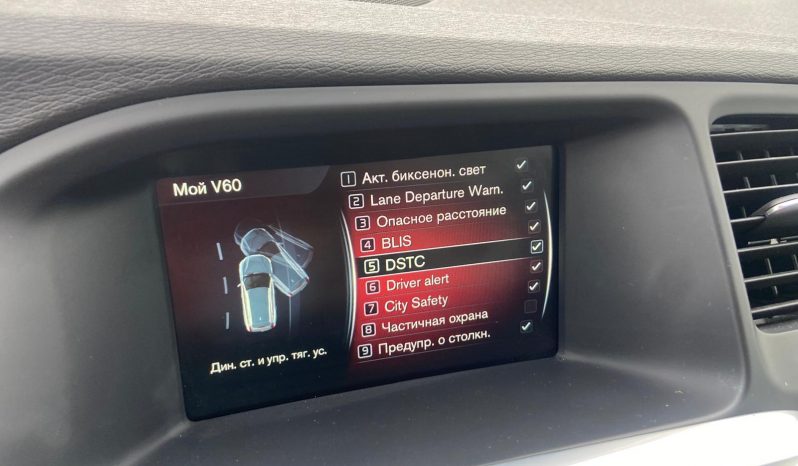 Мой V60
1 Акт. биксенон. свет
2 Lane Departure Warn.
3 Опасное расстояние
4 BLIS
5 DSTC
6 Driver alert
7 City Safety
8 Частичная охрана
9 Предупр. о столкн.
Дин. ст. и упр. тяг. ус.